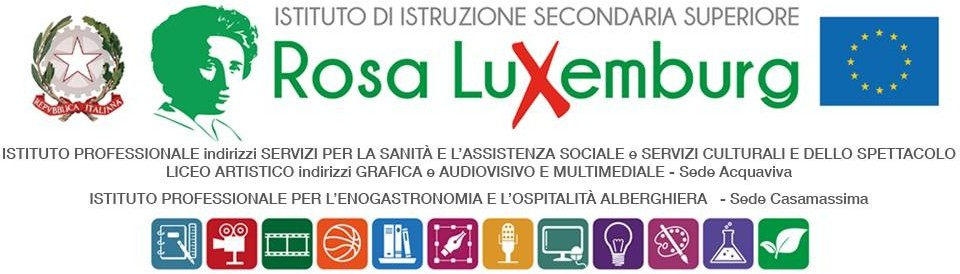 ISTITUTO DI ISTRUZIONE SECONDARIA SUPERIORE
Rosa LuXemburg
REPVBBLICA ITALIANA
ISTITUTO PROFESSIONALE indirizzi SERVIZI PER LA SANITÀ E L'ASSISTENZA SOCIALE e SERVIZI CULTURALI E DELLO SPETTACOLO
LICEO ARTISTICO indirizzi GRAFICA e AUDIOVISIVO E MULTIMEDIALE - Sede Acquaviva
ISTITUTO PROFESSIONALE PER L'ENOGASTRONOMIA E L'OSPITALITÀ ALBERGHIERA - Sede Casamassima